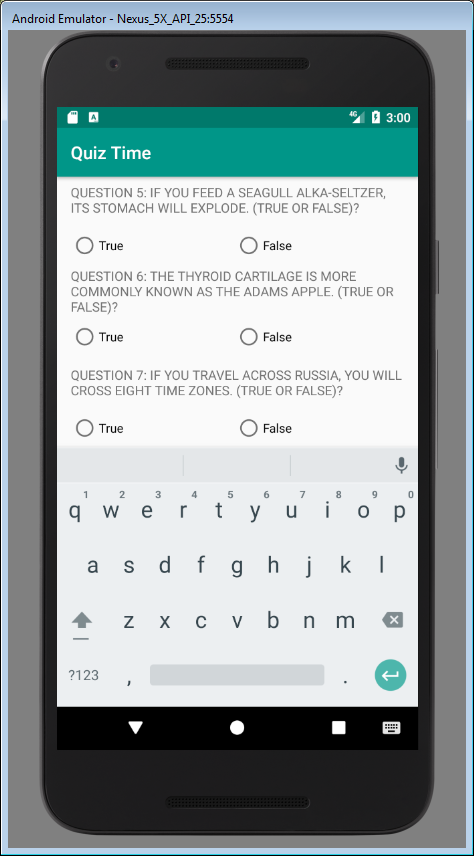 Android Emulator - Nexus_5X_API_25:5554
A 4G 3:00
Quiz Time
QUESTION 5: IF YOU FEED A SEAGULL ALKA-SELTZER,
ITS STOMACH WILL EXPLODE. (TRUE OR FALSE)?
True False
QUESTION 6: THE THYROID CARTILAGE IS MORE
COMMONLY KNOWN AS THE ADAMS APPLE. (TRUE OR
FALSE)?
True False
QUESTION 7: IF YOU TRAVEL ACROSS RUSSIA, YOU WILL
CROSS EIGHT TIME ZONES. (TRUE OR FALSE)?
True False
1 2 3 4 5 6 7 8 9 0
q w e r t y u i o p
a s d f g h j k l
z x c v b n m
?123 , .